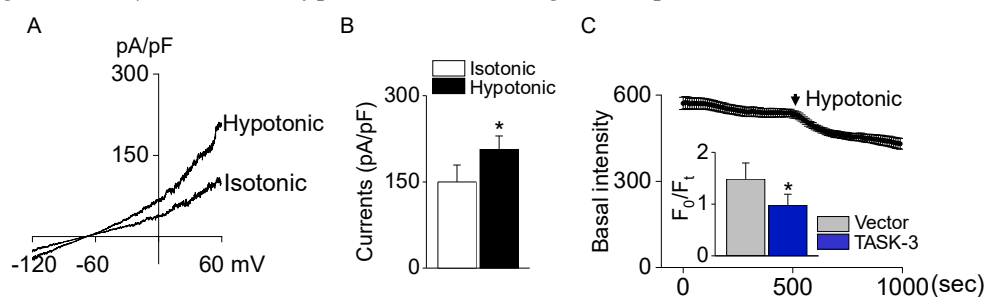 A
pA/pF
300
150
Hypotonic
Isotonic
-120 -60 60 mV
B
Isotonic
Hypotonic
Currents (pA/pF)
300
150
0
*
C
Basal intensity
600
300
0
Hypotonic
F0/Ft
2
1
0
*
Vector
TASK-3
0 500 1000 (sec)